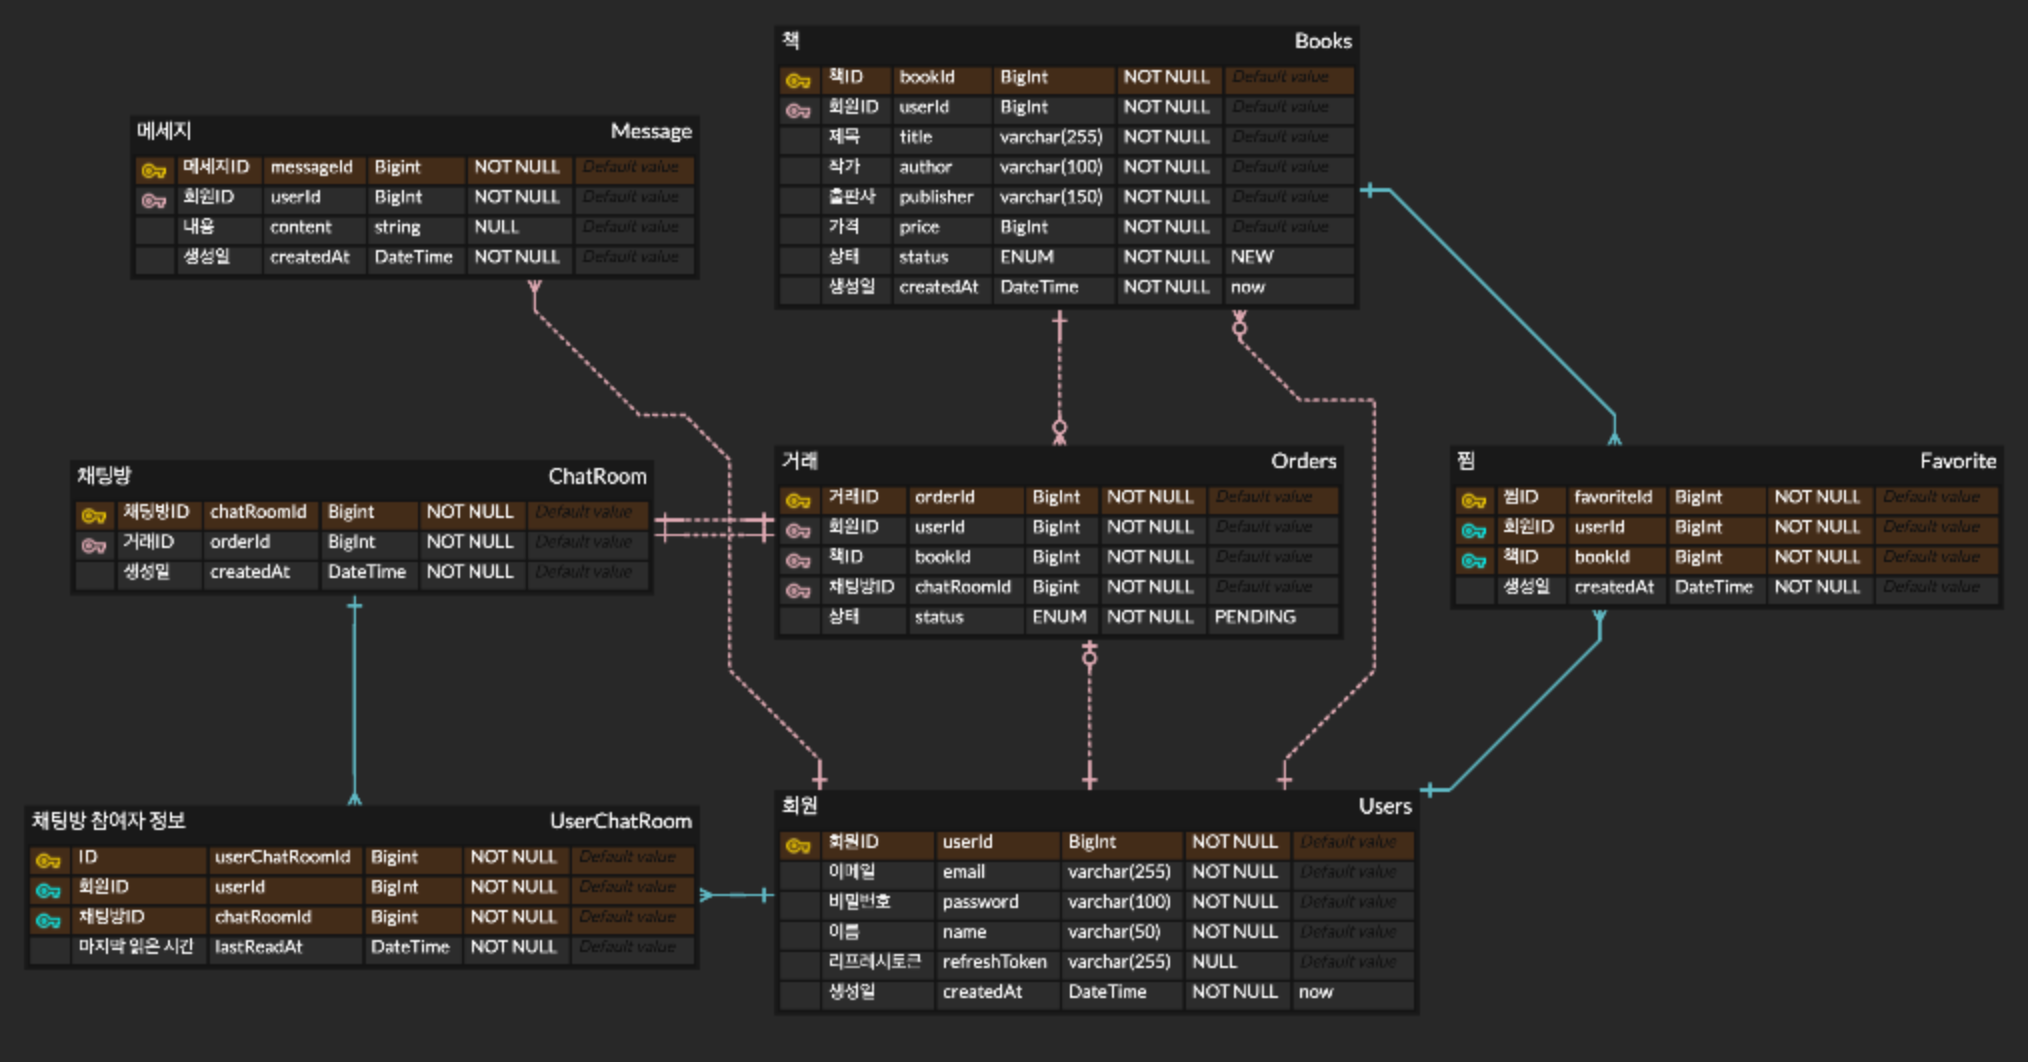 책 Books
책ID bookId BigInt NOT NULL Default value
회원ID userId BigInt NOT NULL Default value
제목 title varchar(255) NOT NULL Default value
작가 author varchar(100) NOT NULL Default value
출판사 publisher varchar(150) NOT NULL Default value
가격 price BigInt NOT NULL Default value
상태 status ENUM NOT NULL NEW
생성일 createdAt DateTime NOT NULL now
메세지 Message
메세지ID messageId Bigint NOT NULL Default value
회원ID userId BigInt NOT NULL Default value
내용 content string NULL Default value
생성일 createdAt DateTime NOT NULL Default value
채팅방 ChatRoom
채팅방ID chatRoomId Bigint NOT NULL Default value
거래ID orderId BigInt NOT NULL Default value
생성일 createdAt DateTime NOT NULL Default value
거래 Orders
거래ID orderId BigInt NOT NULL Default value
회원ID userId BigInt NOT NULL Default value
책ID bookId BigInt NOT NULL Default value
채팅방ID chatRoomId Bigint NOT NULL Default value
상태 status ENUM NOT NULL PENDING
찜 Favorite
찜ID favoriteId BigInt NOT NULL Default value
회원ID userId BigInt NOT NULL Default value
책ID bookId BigInt NOT NULL Default value
생성일 createdAt DateTime NOT NULL Default value
채팅방 참여자 정보 UserChatRoom
ID userChatRoomId Bigint NOT NULL Default value
회원ID userId BigInt NOT NULL Default value
채팅방ID chatRoomId Bigint NOT NULL Default value
마지막 읽은 시간 lastReadAt DateTime NOT NULL Default value
회원 Users
회원ID userId BigInt NOT NULL Default value
이메일 email varchar(255) NOT NULL Default value
비밀번호 password varchar(100) NOT NULL Default value
이름 name varchar(50) NOT NULL Default value
리프레시토큰 refreshToken varchar(255) NULL Default value
생성일 createdAt DateTime NOT NULL now